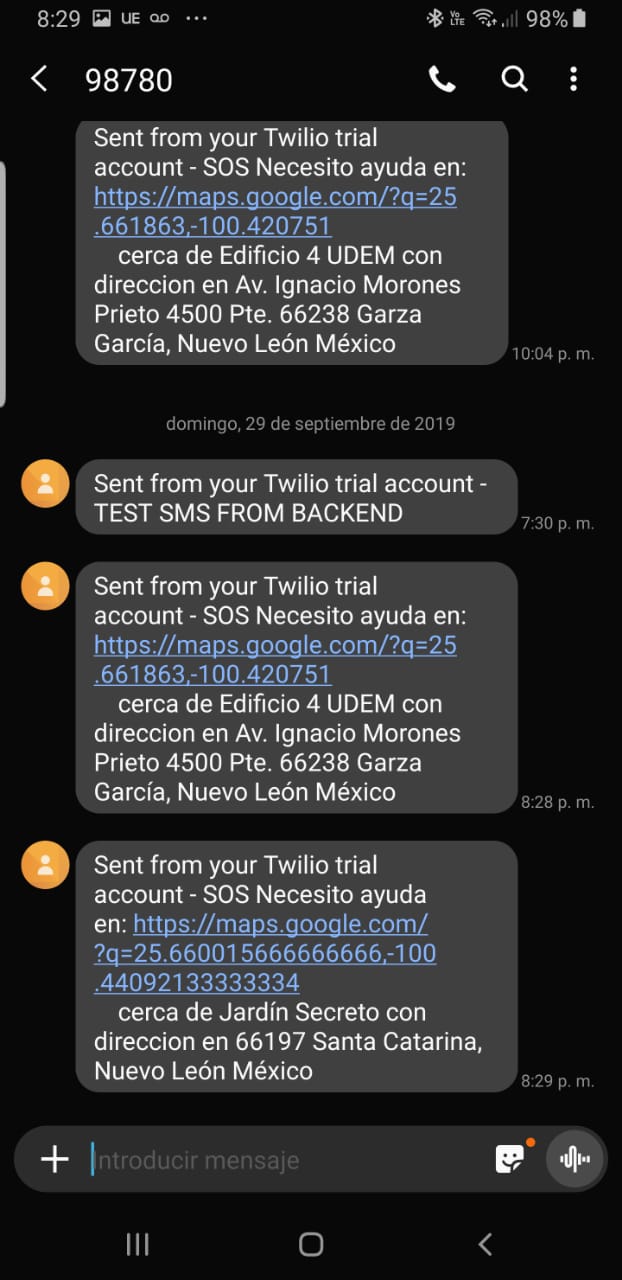 8:29 UE ... Vo LTE 98%
98780
Sent from your Twilio trial
account - SOS Necesito ayuda en:
https://maps.google.com/?q=25
.661863,-100.420751
cerca de Edificio 4 UDEM con
direccion en Av. Ignacio Morones
Prieto 4500 Pte. 66238 Garza
García, Nuevo León México
10:04 p. m.
domingo, 29 de septiembre de 2019
Sent from your Twilio trial account -
TEST SMS FROM BACKEND
7:30 p. m.
Sent from your Twilio trial
account - SOS Necesito ayuda en:
https://maps.google.com/?q=25
.661863,-100.420751
cerca de Edificio 4 UDEM con
direccion en Av. Ignacio Morones
Prieto 4500 Pte. 66238 Garza
García, Nuevo León México
8:28 p. m.
Sent from your Twilio trial
account - SOS Necesito ayuda
en: https://maps.google.com/
?q=25.660015666666666,-100
.44092133333334
cerca de Jardín Secreto con
direccion en 66197 Santa Catarina,
Nuevo León México
8:29 p. m.
Introducir mensaje